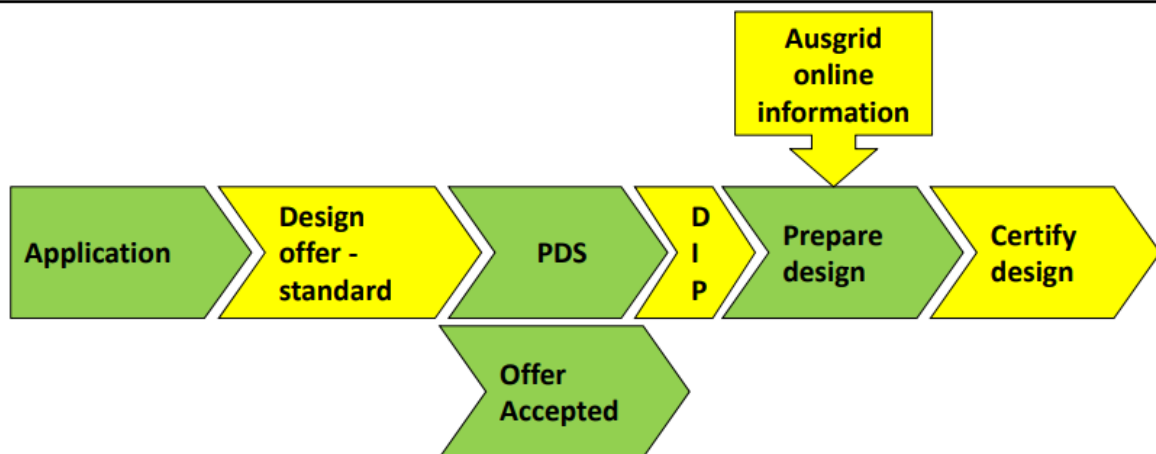 Ausgrid
online
information
Application
Design
offer -
standard
PDS
D
I
P
Prepare
design
Certify
design
Offer
Accepted